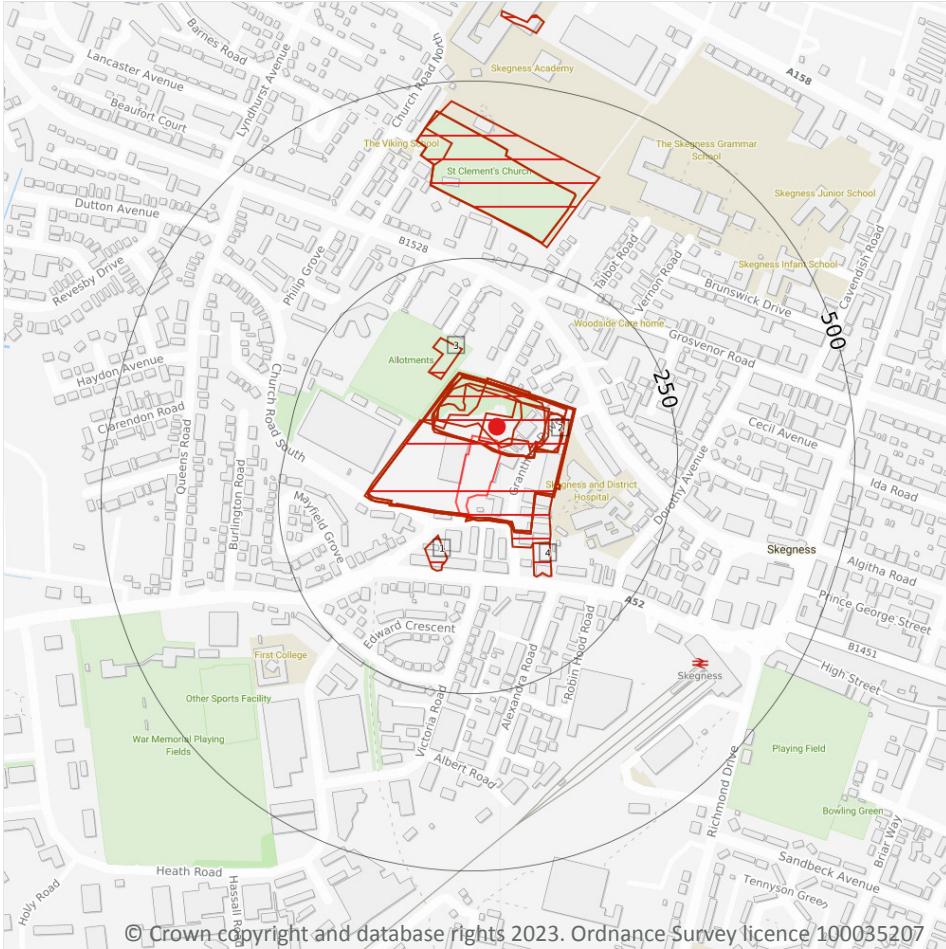 Barnes Road
Lancaster Avenue
Beaufort Court
Lyndhurst Avenue
Church Road North
Skegness Academy
A158
The Viking School
St Clement's Church
The Skegness Grammar
School
Skegness Junior School
Dutton Avenue
B1528
Talbot Road
Vernon Road
Skegness Infant School
Cavendish Road
Revesby Drive
Philip Grove
Brunswick Drive
Woodside Care home
Grosvenor Road
500
250
3
Allotments
Haydon Avenue
Church Road South
Clarendon Road
Queens Road
Burlington Road
Cecil Avenue
Ida Road
Dorothy Avenue
Skegness and District
Hospital
Mayfield Grove
1
4
Skegness
Algitha Road
Prince George Street
A52
B1451
High Street
Edward Crescent
First College
Robin Hood Road
Alexandra Road
Victoria Road
Skegness
Other Sports Facility
War Memorial Playing
Fields
Playing Field
Albert Road
Richmond Drive
Bowling Green
Briar Way
Sandbeck Avenue
Tennyson Green
Heath Road
Holly Road
Hassall Road
© Crown copyright and database rights 2023. Ordnance Survey licence 100035207